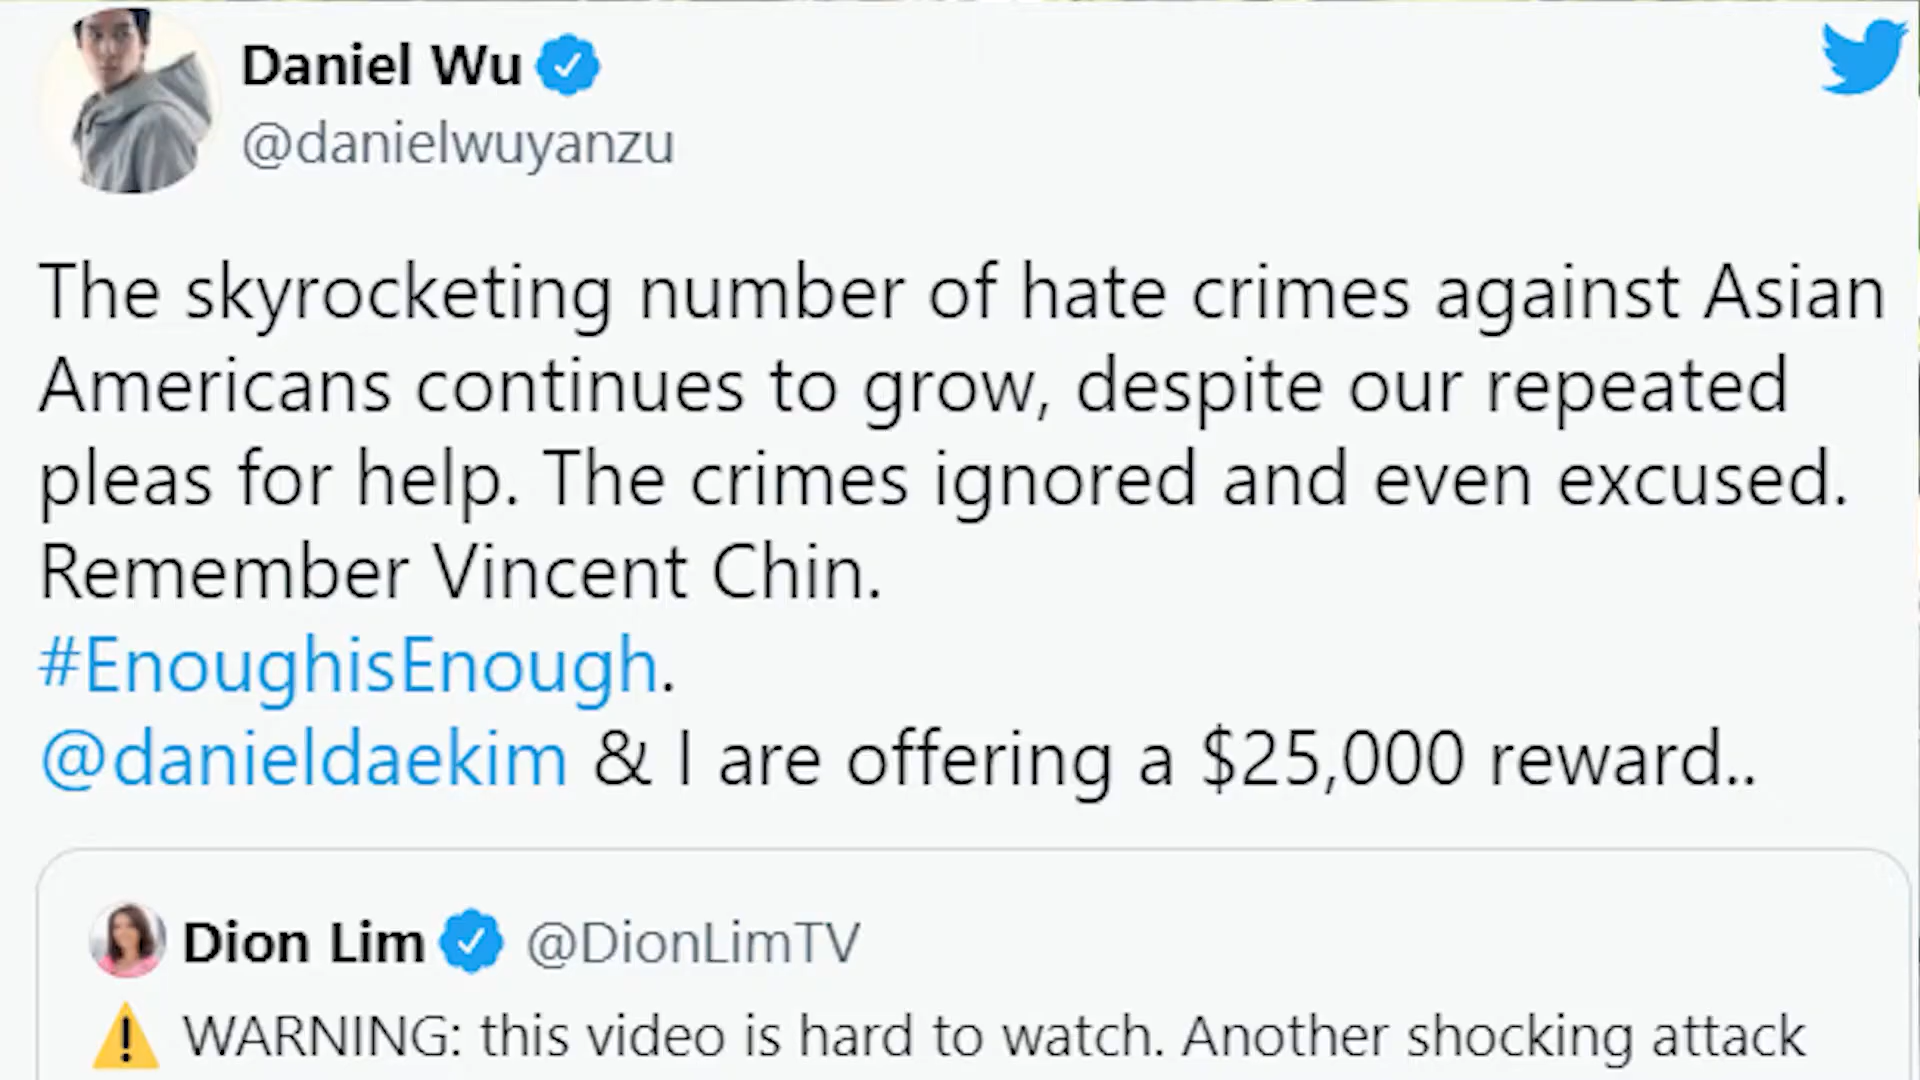 Daniel Wu
@danielwuyanzu
The skyrocketing number of hate crimes against Asian
Americans continues to grow, despite our repeated
pleas for help. The crimes ignored and even excused.
Remember Vincent Chin.
#EnoughisEnough.
@danieldaekim & I are offering a $25,000 reward..
Dion Lim @DionLimTV
WARNING: this video is hard to watch. Another shocking attack